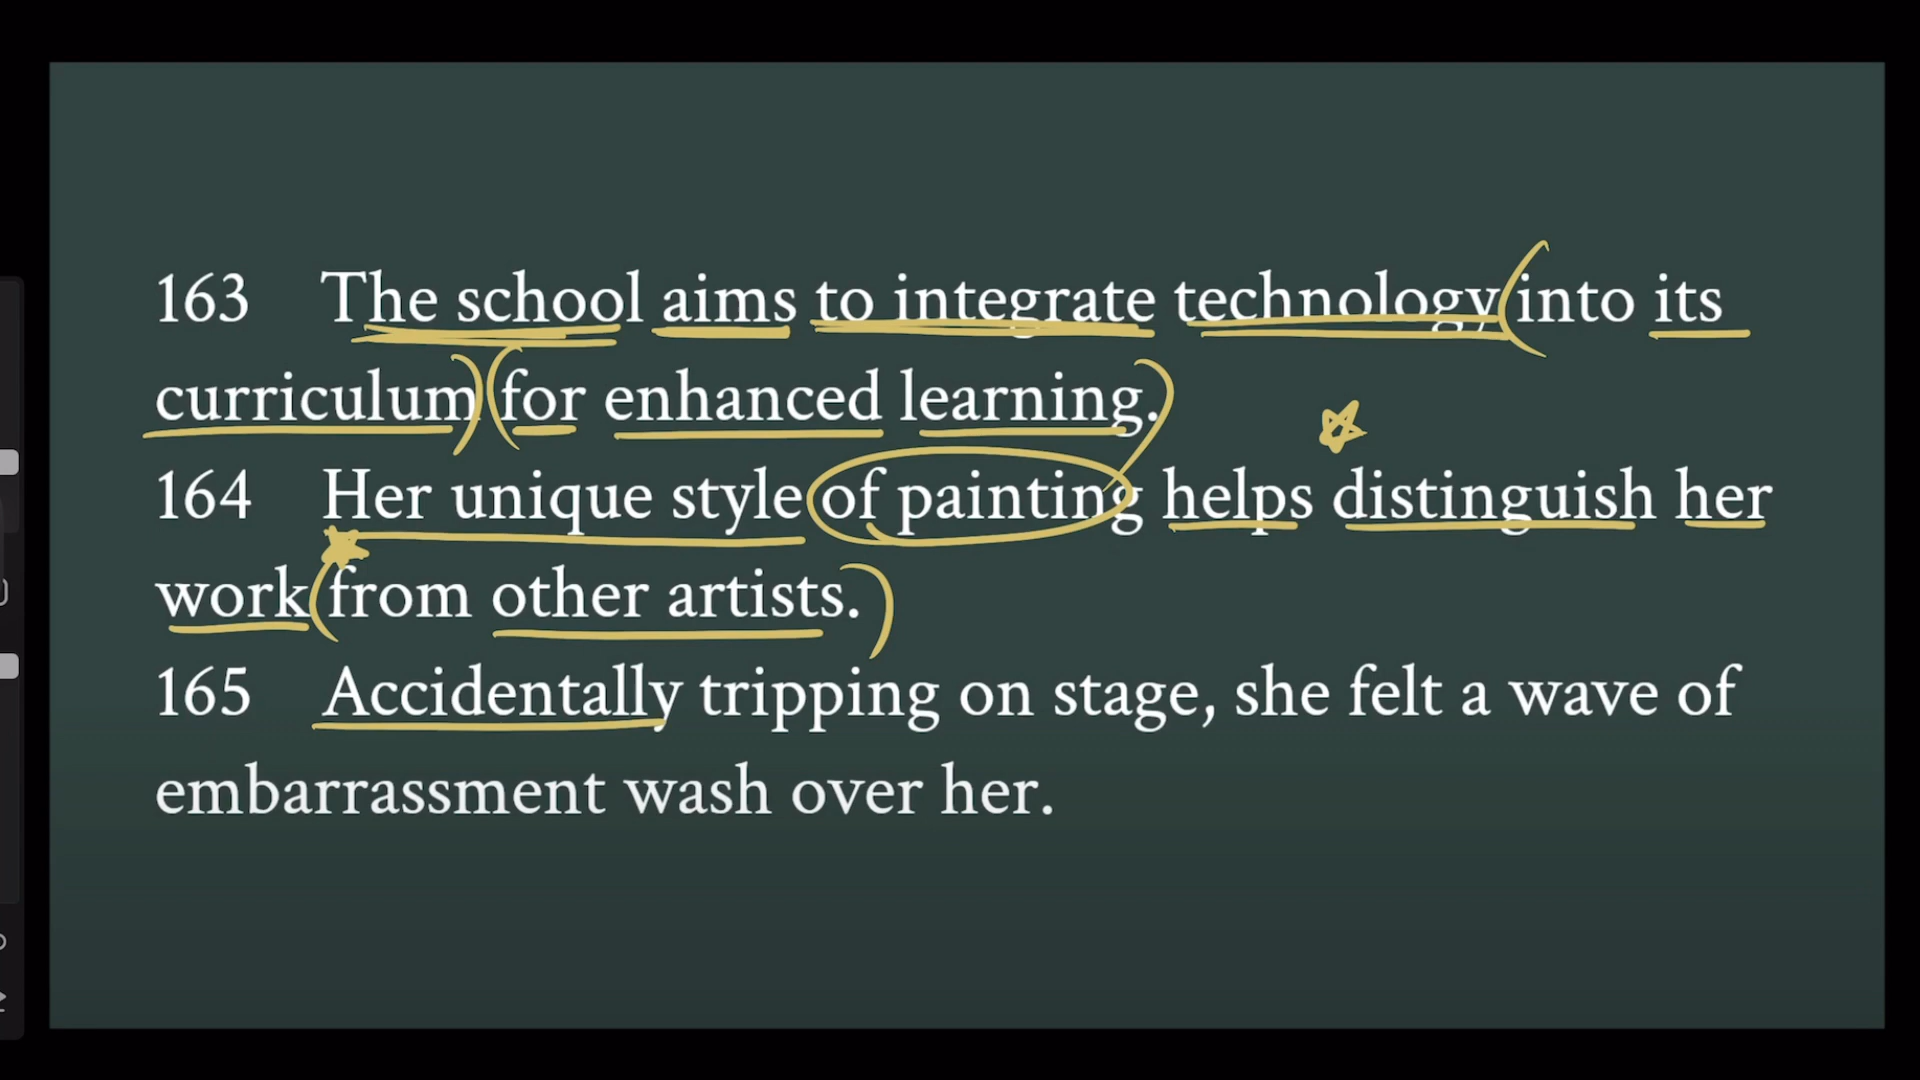 163 The school aims to integrate technology into its
curriculum for enhanced learning.
164 Her unique style of painting helps distinguish her
work from other artists.
165 Accidentally tripping on stage, she felt a wave of
embarrassment wash over her.